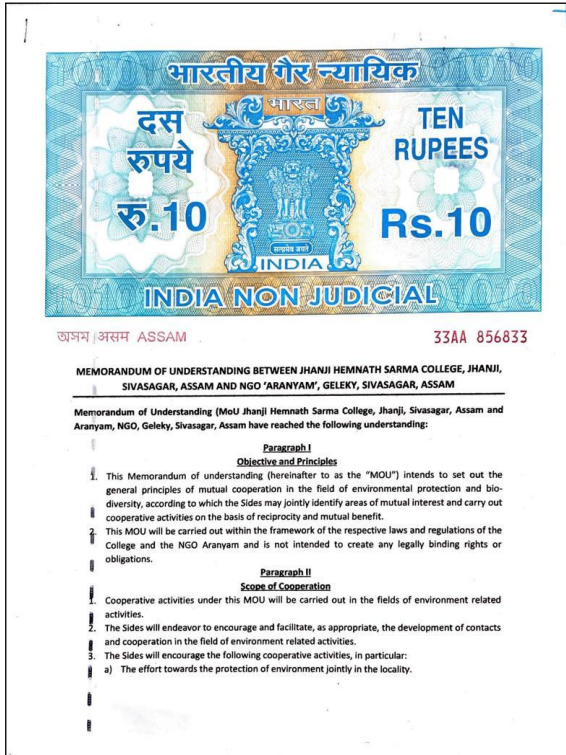 भारतीय गैर न्यायिक
भारत
दस
रुपये
रु.10
TEN
RUPEES
Rs.10
सत्यमेव जयते
INDIA
INDIA NON JUDICIAL
অসম असम ASSAM
33AA 856833
MEMORANDUM OF UNDERSTANDING BETWEEN JHANJI HEMNATH SARMA COLLEGE, JHANJI,
SIVASAGAR, ASSAM AND NGO ‘ARANYAM’, GELEKY, SIVASAGAR, ASSAM
Memorandum of Understanding (MoU Jhanji Hemnath Sarma College, Jhanji, Sivasagar, Assam and
Aranyam, NGO, Geleky, Sivasagar, Assam have reached the following understanding:
Paragraph I
Objective and Principles
1. This Memorandum of understanding (hereinafter to as the “MOU”) intends to set out the
general principles of mutual cooperation in the field of environmental protection and bio-
diversity, according to which the Sides may jointly identify areas of mutual interest and carry out
cooperative activities on the basis of reciprocity and mutual benefit.
2. This MOU will be carried out within the framework of the respective laws and regulations of the
College and the NGO Aranyam and is not intended to create any legally binding rights or
obligations.
Paragraph II
Scope of Cooperation
1. Cooperative activities under this MOU will be carried out in the fields of environment related
activities.
2. The Sides will endeavor to encourage and facilitate, as appropriate, the development of contacts
and cooperation in the field of environment related activities.
3. The Sides will encourage the following cooperative activities, in particular:
a) The effort towards the protection of environment jointly in the locality.